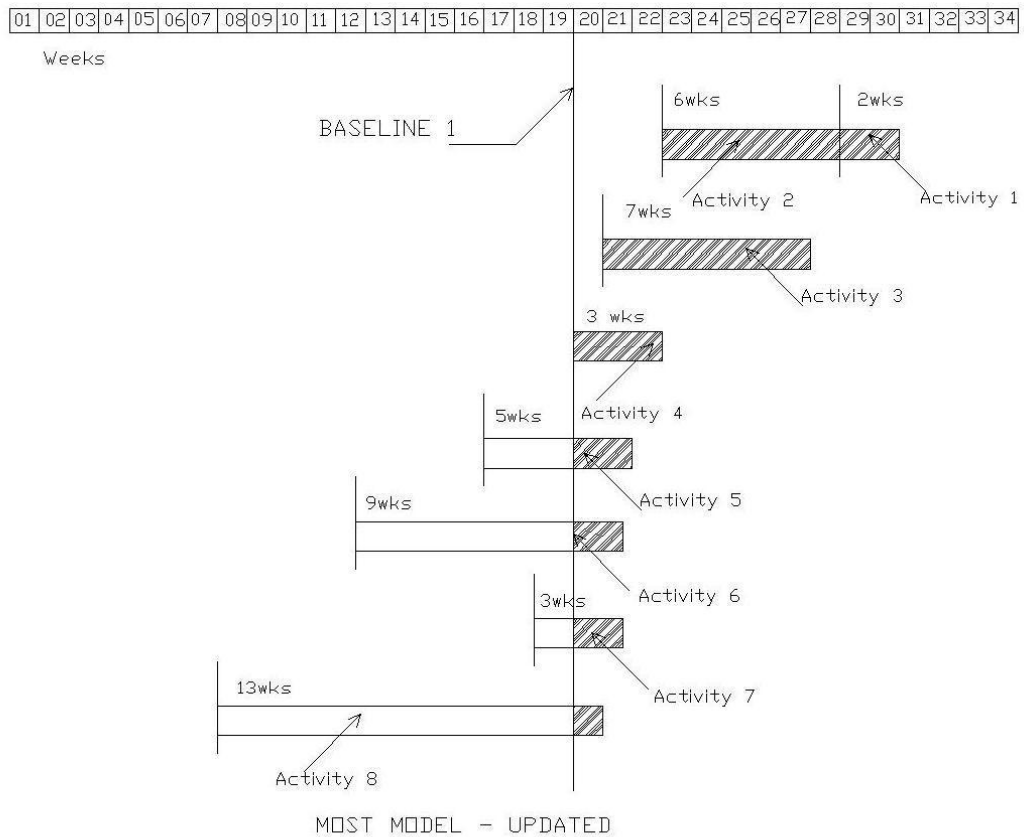 01 02 03 04 05 06 07 08 09 10 11 12 13 14 15 16 17 18 19 20 21 22 23 24 25 26 27 28 29 30 31 32 33 34
Weeks
6wks 2wks
BASELINE 1
Activity 2 Activity 1
7wks
Activity 3
3 wks
Activity 4
5wks
Activity 5
9wks
Activity 6
3wks
Activity 7
13wks
Activity 8
MOST MODEL - UPDATED